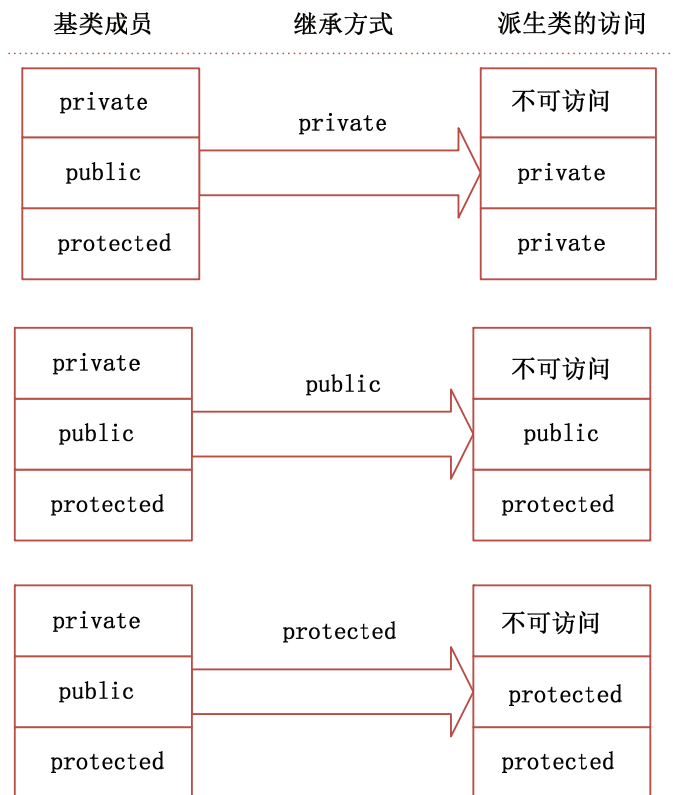 基类成员 继承方式 派生类的访问
private 不可访问
private
public private
protected private
private 不可访问
public
public public
protected protected
private 不可访问
protected
public protected
protected protected